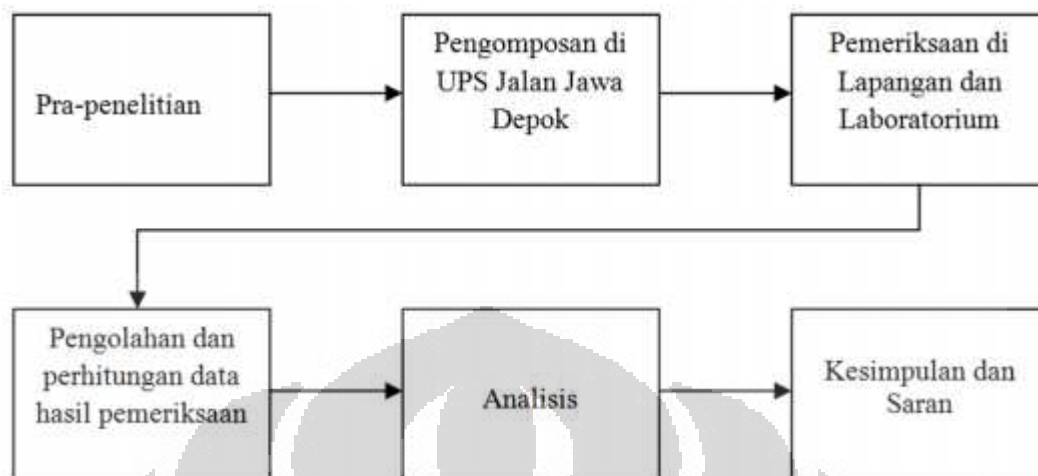 Pra-penelitian
Pengomposan di
UPS Jalan Jawa
Depok
Pemeriksaan di
Lapangan dan
Laboratorium
Pengolahan dan
perhitungan data
hasil pemeriksaan
Analisis
Kesimpulan dan
Saran